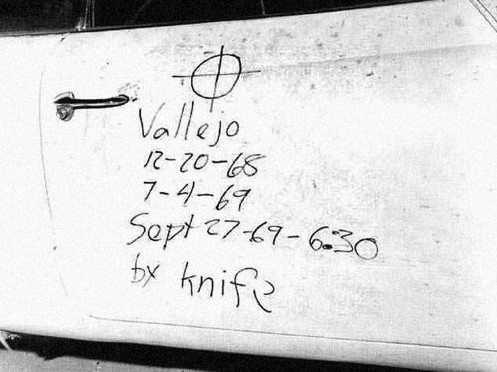 Vallejo
12-20-68
7-4-69
Sept 27-69-6:30
by knife